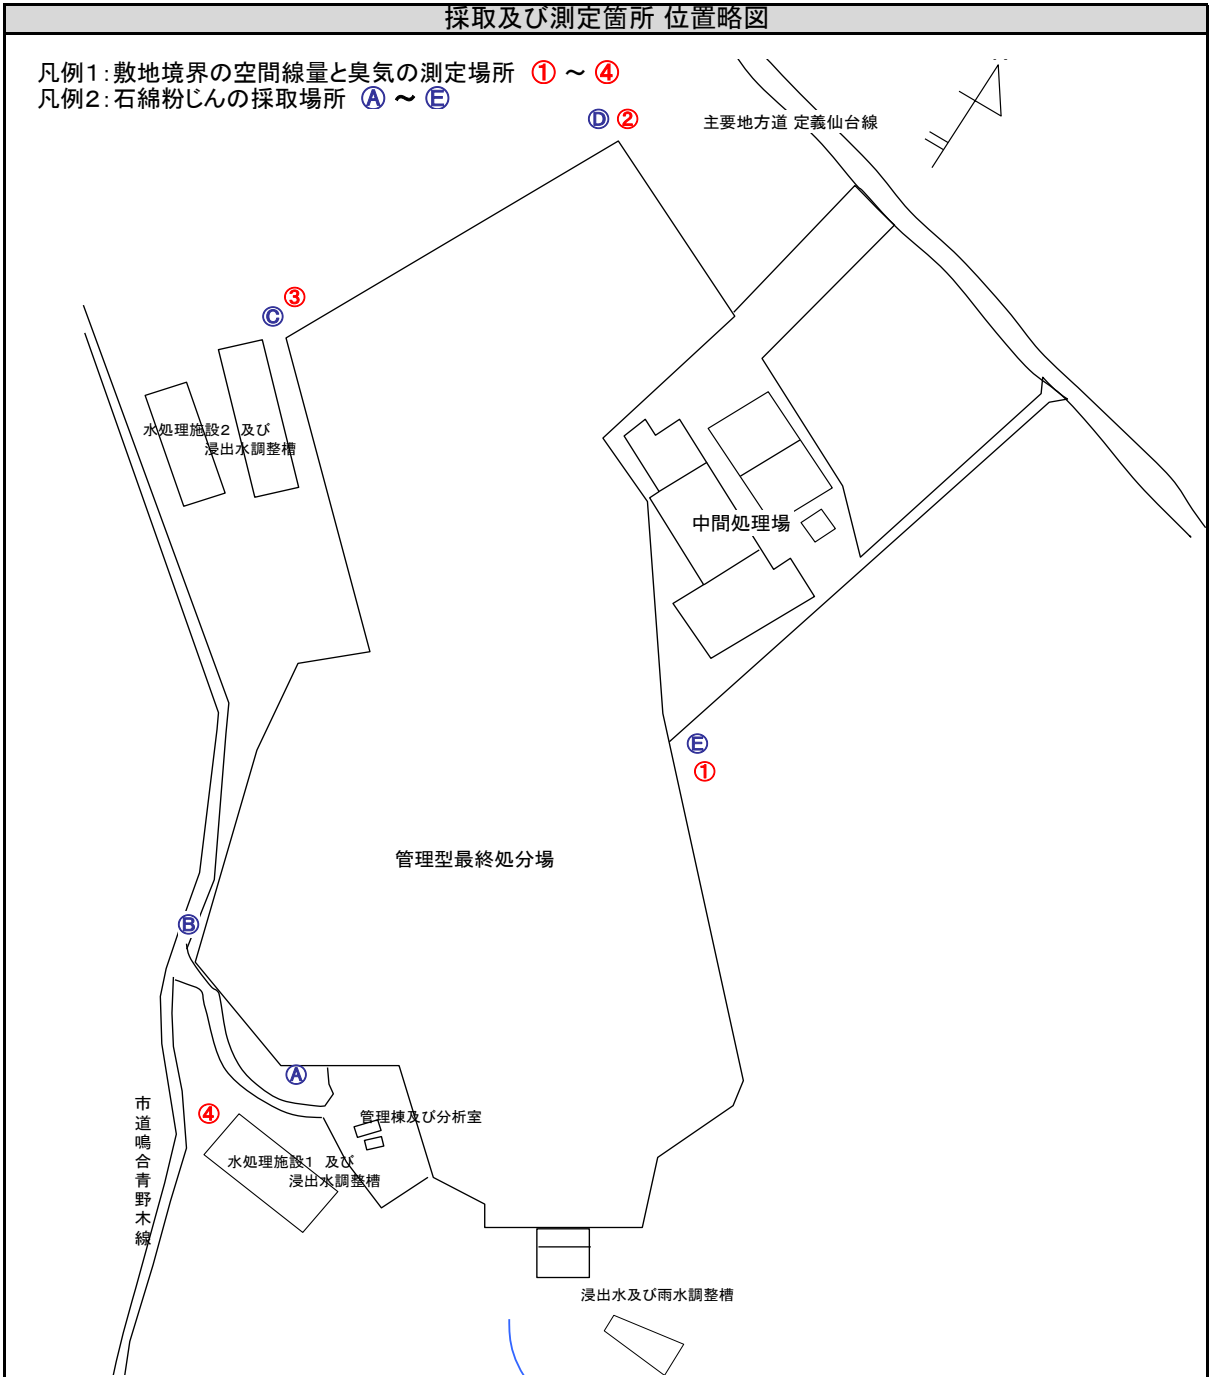 採取及び測定箇所 位置略図
凡例1：敷地境界の空間線量と臭気の測定場所 ① ～ ④
凡例2：石綿粉じんの採取場所 Ⓐ ～ Ⓔ
Ⓓ ②
主要地方道 定義仙台線
③
Ⓒ
水処理施設2 及び
浸出水調整槽
中間処理場
Ⓔ
①
管理型最終処分場
Ⓑ
Ⓐ
④
管理棟及び分析室
市道鳴合青野木線
水処理施設1 及び
浸出水調整槽
浸出水及び雨水調整槽